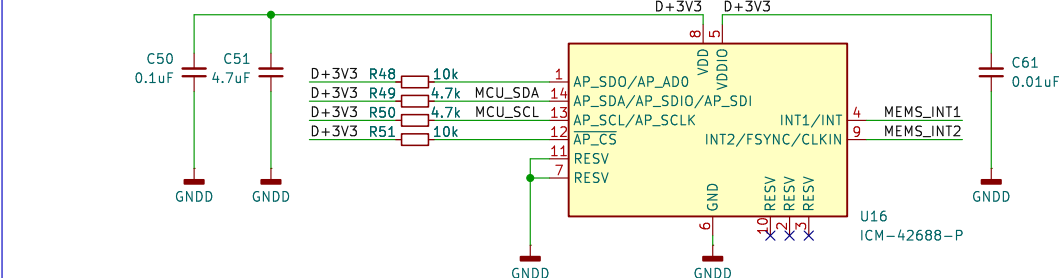 D+3V3 D+3V3
C50 0.1uF
C51 4.7uF
C61 0.01uF
8 5
VDD VDDIO
D+3V3 R48 10k 1 AP_SDO/AP_AD0
D+3V3 R49 4.7k MCU_SDA 14 AP_SDA/AP_SDIO/AP_SDI
D+3V3 R50 4.7k MCU_SCL 13 AP_SCL/AP_SCLK INT1/INT 4 MEMS_INT1
D+3V3 R51 10k 12 AP_CS INT2/FSYNC/CLKIN 9 MEMS_INT2
11 RESV
7 RESV
GND RESV RESV RESV
6 10 2 3
GNDD GNDD GNDD
U16
ICM-42688-P
GNDD GNDD